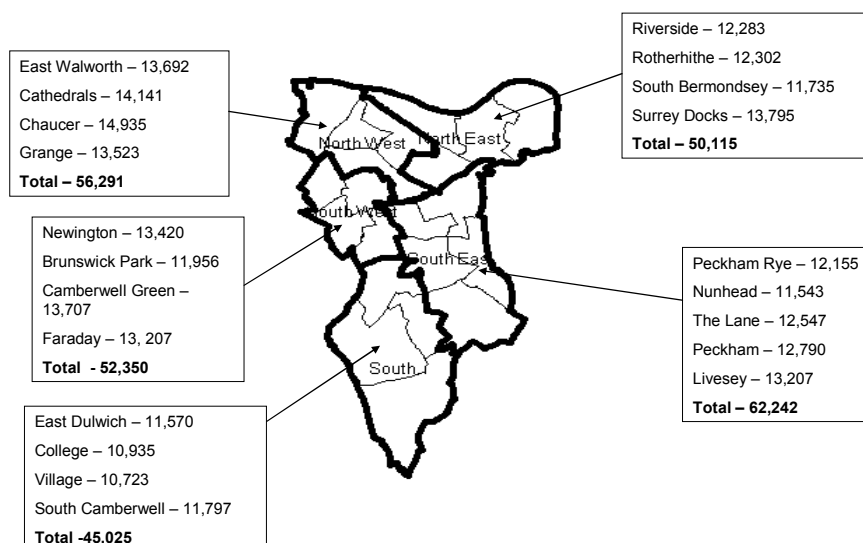 East Walworth – 13,692
Cathedrals – 14,141
Chaucer – 14,935
Grange – 13,523
Total – 56,291
Riverside – 12,283
Rotherhithe – 12,302
South Bermondsey – 11,735
Surrey Docks – 13,795
Total – 50,115
North West
North East
Newington – 13,420
Brunswick Park – 11,956
Camberwell Green –
13,707
Faraday – 13, 207
Total - 52,350
South West
South East
Peckham Rye – 12,155
Nunhead – 11,543
The Lane – 12,547
Peckham – 12,790
Livesey – 13,207
Total – 62,242
South
East Dulwich – 11,570
College – 10,935
Village – 10,723
South Camberwell – 11,797
Total -45,025